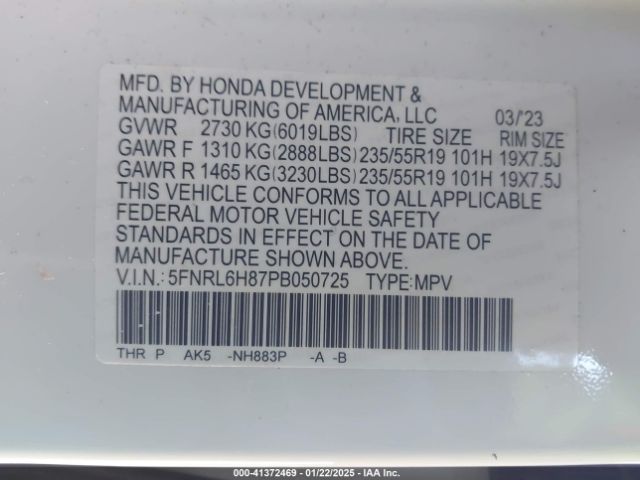 MFD. BY HONDA DEVELOPMENT &
MANUFACTURING OF AMERICA, LLC 03/'23
GVWR 2730 KG(6019LBS) TIRE SIZE RIM SIZE
GAWR F 1310 KG(2888LBS) 235/55R19 101H 19X7.5J
GAWR R 1465 KG(3230LBS) 235/55R19 101H 19X7.5J
THIS VEHICLE CONFORMS TO ALL APPLICABLE
FEDERAL MOTOR VEHICLE SAFETY
STANDARDS IN EFFECT ON THE DATE OF
MANUFACTURE SHOWN ABOVE.
V.I.N.: 5FNRL6H87PB050725 TYPE:MPV
THR P AK5 -NH883P -A -B
000-41372469 - 01/22/2025 - IAA Inc.